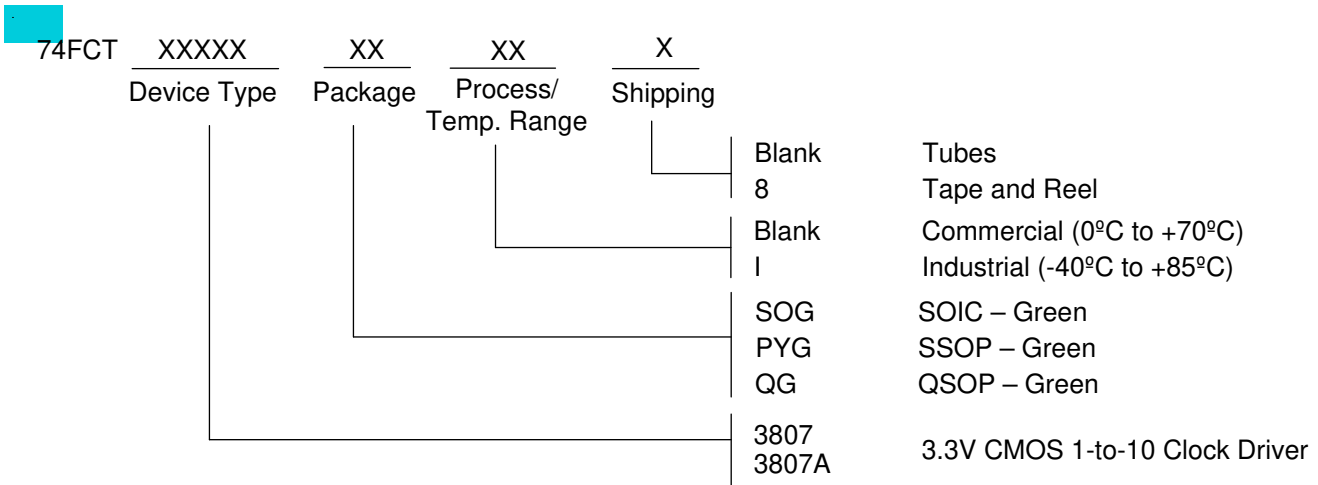 74FCT XXXXX XX XX X
Device Type Package Process/ Shipping
Temp. Range
Blank Tubes
8 Tape and Reel
Blank Commercial (0ºC to +70ºC)
I Industrial (-40ºC to +85ºC)
SOG SOIC – Green
PYG SSOP – Green
QG QSOP – Green
3807
3807A
3.3V CMOS 1-to-10 Clock Driver